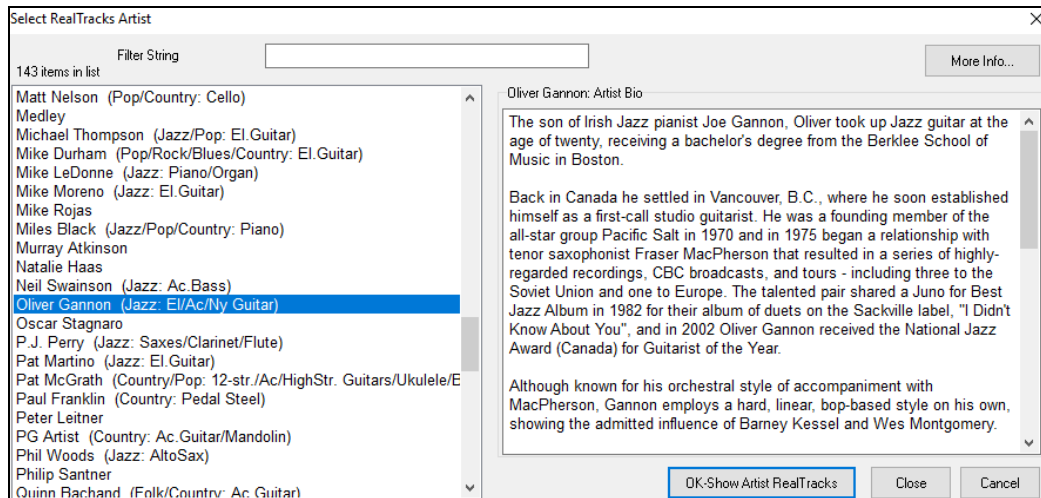 Select RealTracks Artist
Filter String
143 items in list
More Info...
Matt Nelson (Pop/Country: Cello)
Medley
Michael Thompson (Jazz/Pop: El.Guitar)
Mike Durham (Pop/Rock/Blues/Country: El.Guitar)
Mike LeDonne (Jazz: Piano/Organ)
Mike Moreno (Jazz: El.Guitar)
Mike Rojas
Miles Black (Jazz/Pop/Country: Piano)
Murray Atkinson
Natalie Haas
Neil Swainson (Jazz: Ac.Bass)
Oliver Gannon (Jazz: El/Ac/Ny Guitar)
Oscar Stagnaro
P.J. Perry (Jazz: Saxes/Clarinet/Flute)
Pat Martino (Jazz: El.Guitar)
Pat McGrath (Country/Pop: 12-str./Ac/HighStr. Guitars/Ukulele/E
Paul Franklin (Country: Pedal Steel)
Peter Leitner
PG Artist (Country: Ac.Guitar/Mandolin)
Phil Woods (Jazz: AltoSax)
Philip Santner
Quinn Bachand (Folk/Country: Ac.Guitar)
Oliver Gannon: Artist Bio
The son of Irish Jazz pianist Joe Gannon, Oliver took up Jazz guitar at the
age of twenty, receiving a bachelor's degree from the Berklee School of
Music in Boston.
Back in Canada he settled in Vancouver, B.C., where he soon established
himself as a first-call studio guitarist. He was a founding member of the
all-star group Pacific Salt in 1970 and in 1975 began a relationship with
tenor saxophonist Fraser MacPherson that resulted in a series of highly-
regarded recordings, CBC broadcasts, and tours - including three to the
Soviet Union and one to Europe. The talented pair shared a Juno for Best
Jazz Album in 1982 for their album of duets on the Sackville label, "I Didn't
Know About You", and in 2002 Oliver Gannon received the National Jazz
Award (Canada) for Guitarist of the Year.
Although known for his orchestral style of accompaniment with
MacPherson, Gannon employs a hard, linear, bop-based style on his own,
showing the admitted influence of Barney Kessel and Wes Montgomery.
OK-Show Artist RealTracks
Close
Cancel